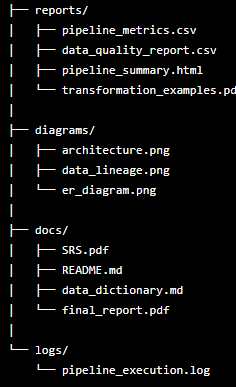 ├── reports/
│   ├── pipeline_metrics.csv
│   ├── data_quality_report.csv
│   ├── pipeline_summary.html
│   └── transformation_examples.pd
│
├── diagrams/
│   ├── architecture.png
│   ├── data_lineage.png
│   └── er_diagram.png
│
├── docs/
│   ├── SRS.pdf
│   ├── README.md
│   ├── data_dictionary.md
│   └── final_report.pdf
│
└── logs/
    └── pipeline_execution.log